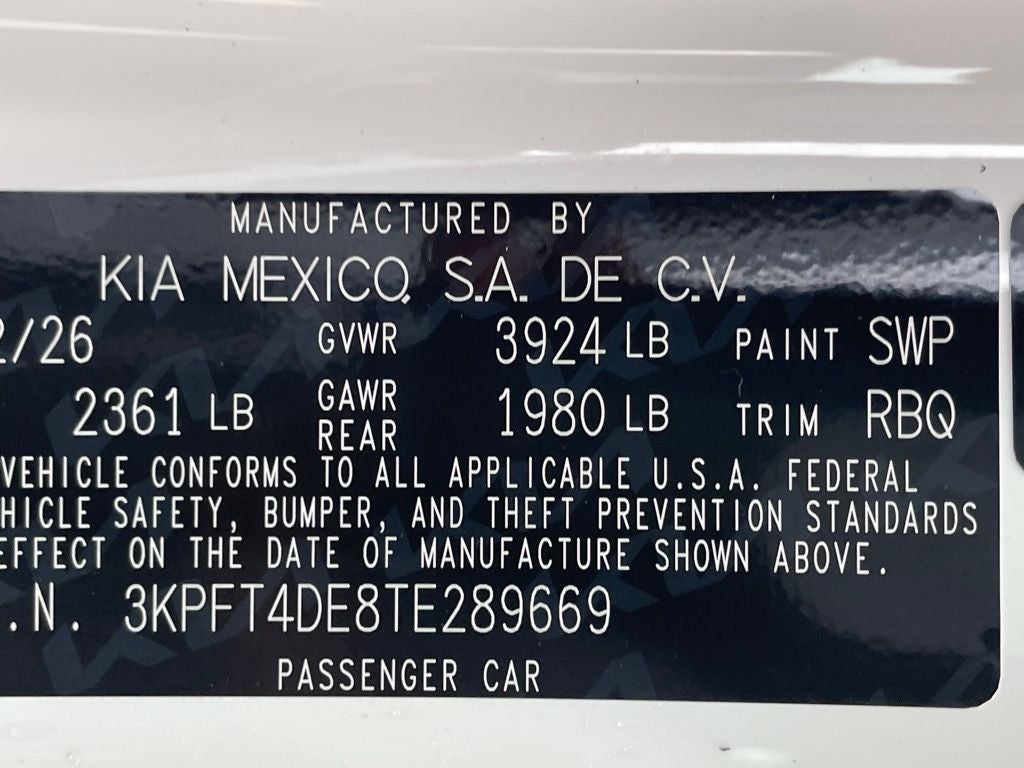 MANUFACTURED BY
KIA MEXICO, S.A. DE C.V.
2/26 GVWR 3924 LB PAINT SWP
2361 LB GAWR REAR 1980 LB TRIM RBQ
VEHICLE CONFORMS TO ALL APPLICABLE U.S.A. FEDERAL
HICLE SAFETY, BUMPER, AND THEFT PREVENTION STANDARDS
EFFECT ON THE DATE OF MANUFACTURE SHOWN ABOVE.
.N. 3KPFT4DE8TE289669
PASSENGER CAR